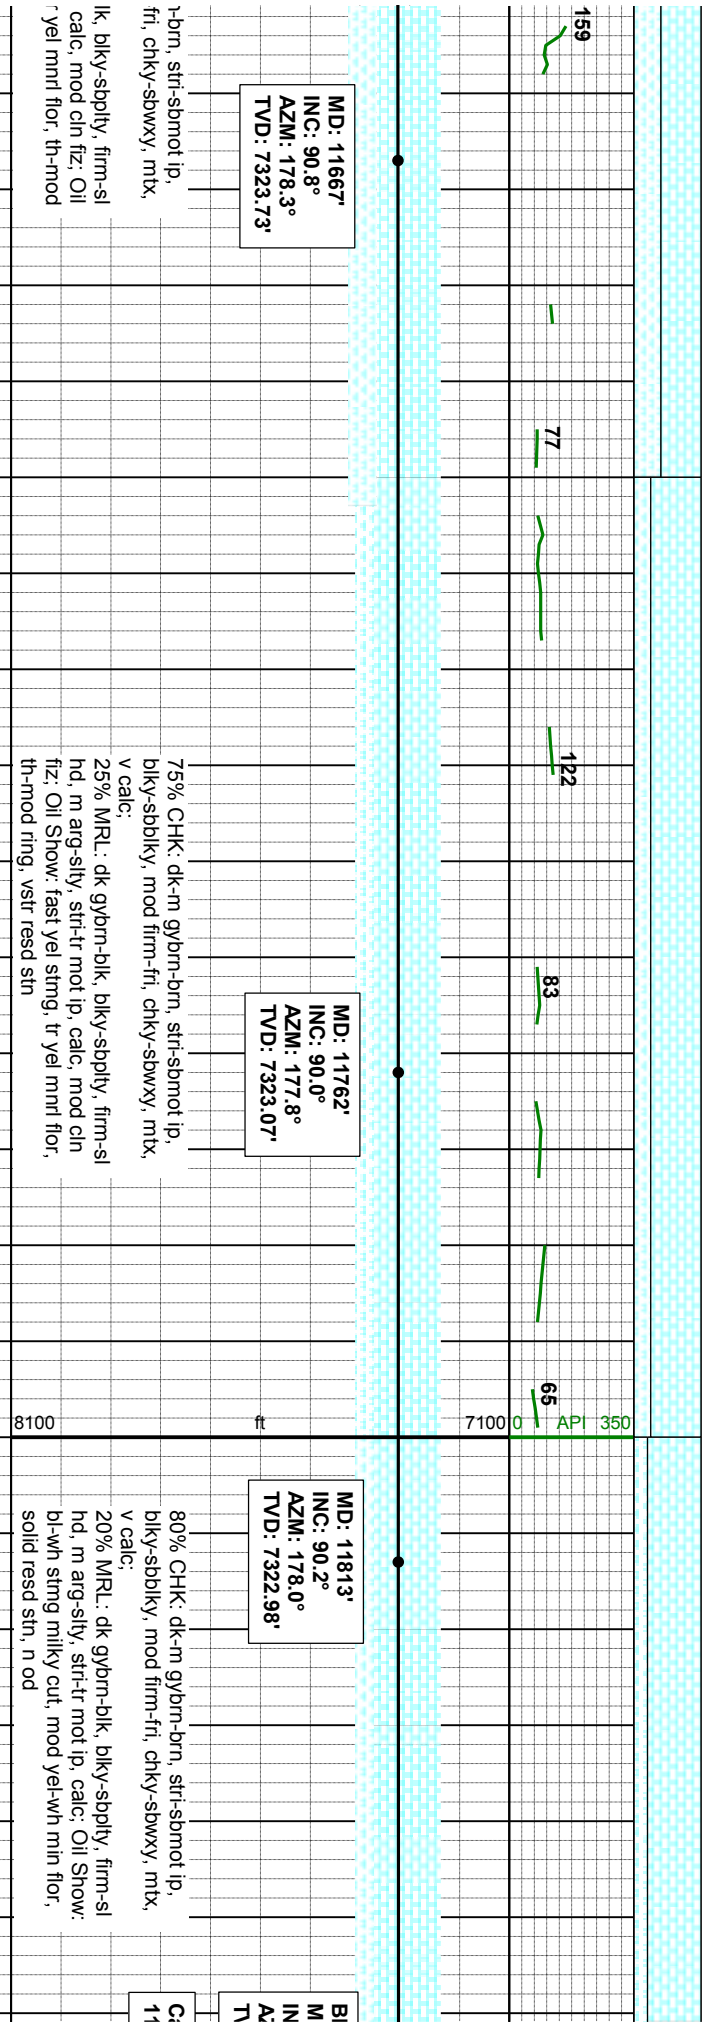 159
77
122
83
65
0 API 350
8100 ft 7100
n-brn, stri-sbmot ip,
fri, chky-sbwxy, mtx,
lk, blky-sbplty, firm-sl
calc, mod cln fiz; Oil
yel mnrl flor, th-mod
MD: 11667'
INC: 90.8°
AZM: 178.3°
TVD: 7323.73'
75% CHK: dk-m gybrn-brn, stri-sbmot ip,
blky-sbblky, mod firm-fri, chky-sbwxy, mtx,
v calc;
25% MRL: dk gybrn-blk, blky-sbplty, firm-sl
hd, m arg-slty, stri-tr mot ip, calc, mod cln
fiz; Oil Show: fast yel stmg, tr yel mnrl flor,
th-mod ring, vstr resd stn
MD: 11762'
INC: 90.0°
AZM: 177.8°
TVD: 7323.07'
MD: 11813'
INC: 90.2°
AZM: 178.0°
TVD: 7322.98'
80% CHK: dk-m gybrn-brn, stri-sbmot ip,
blky-sbblky, mod firm-fri, chky-sbwxy, mtx,
v calc;
20% MRL: dk gybrn-blk, blky-sbplty, firm-sl
hd, m arg-slty, stri-tr mot ip, calc; Oil Show:
bl-wh stmg milky cut, mod yel-wh min flor,
solid resd stn, n od
M
IN
AZ
TV
Ca
11